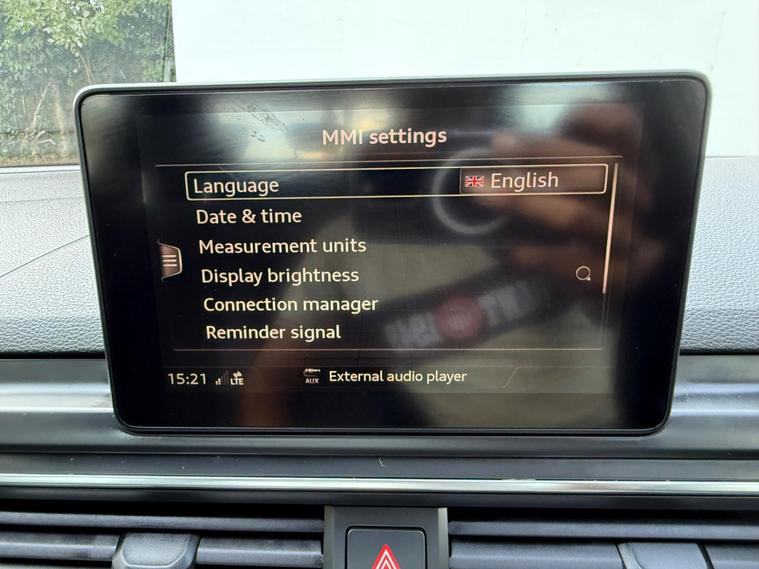 MMI settings
Language English
Date & time
Measurement units
Display brightness
Connection manager
Reminder signal
15:21 LTE AUX External audio player